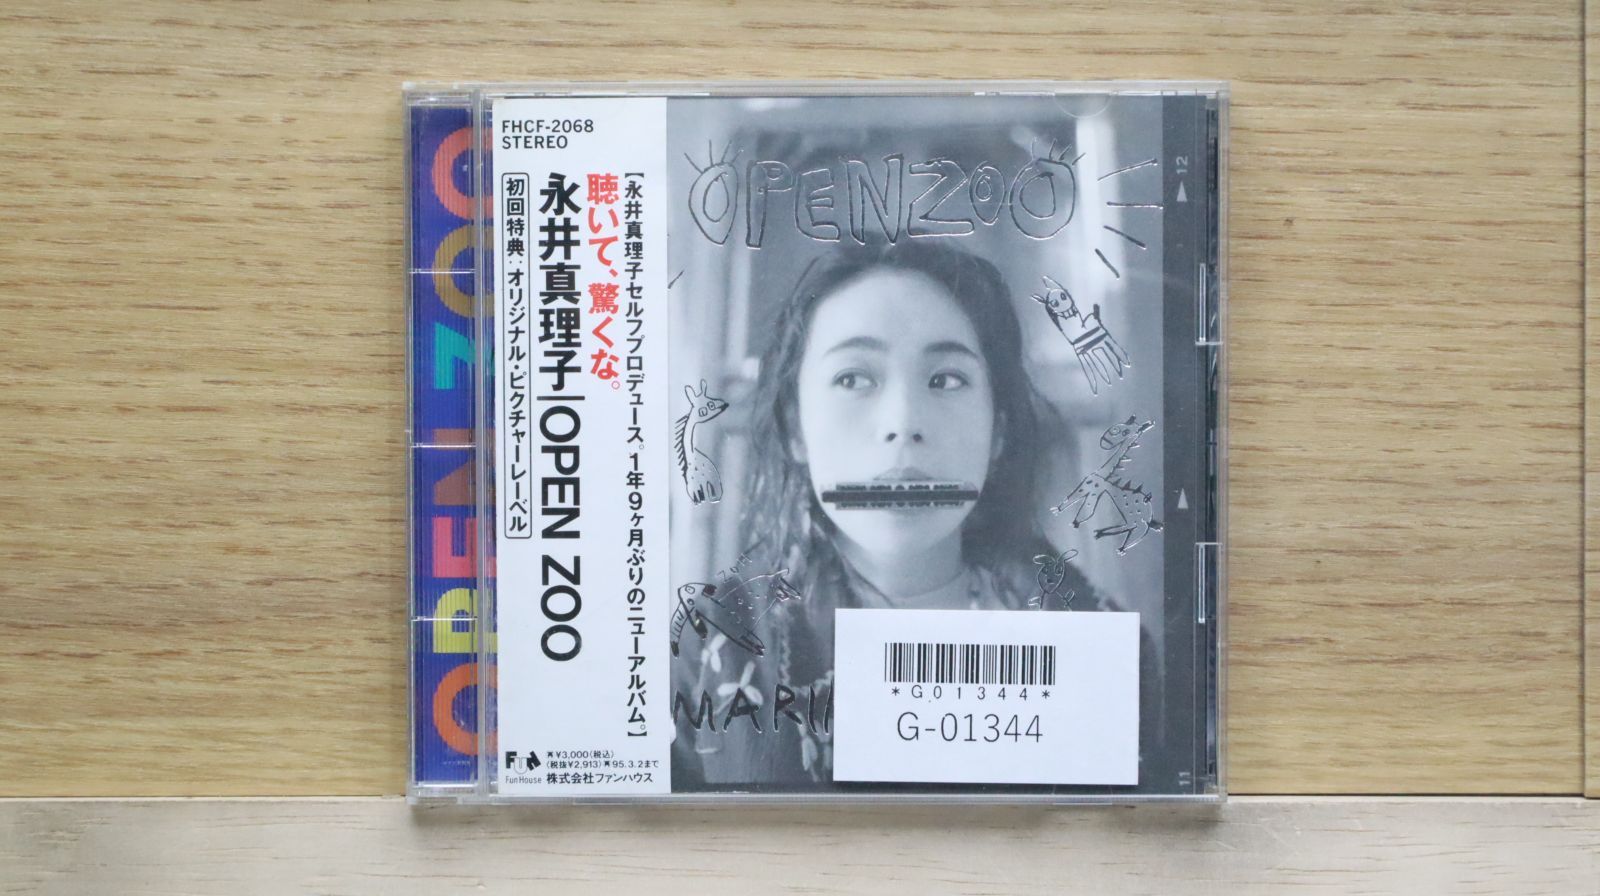 OPEN ZOO
FHCF-2068
STEREO
【永井真理子セルフプロデュース。1年9ヶ月ぶりのニューアルバム。】
聴いて、驚くな。
永井真理子|OPEN ZOO
初回特典:オリジナル・ピクチャーレーベル
Fun House
¥3,000(税込)
(税抜¥2,913) 95.3.2まで
株式会社ファンハウス
OPEN ZOO
12
11
*G01344*
G-01344